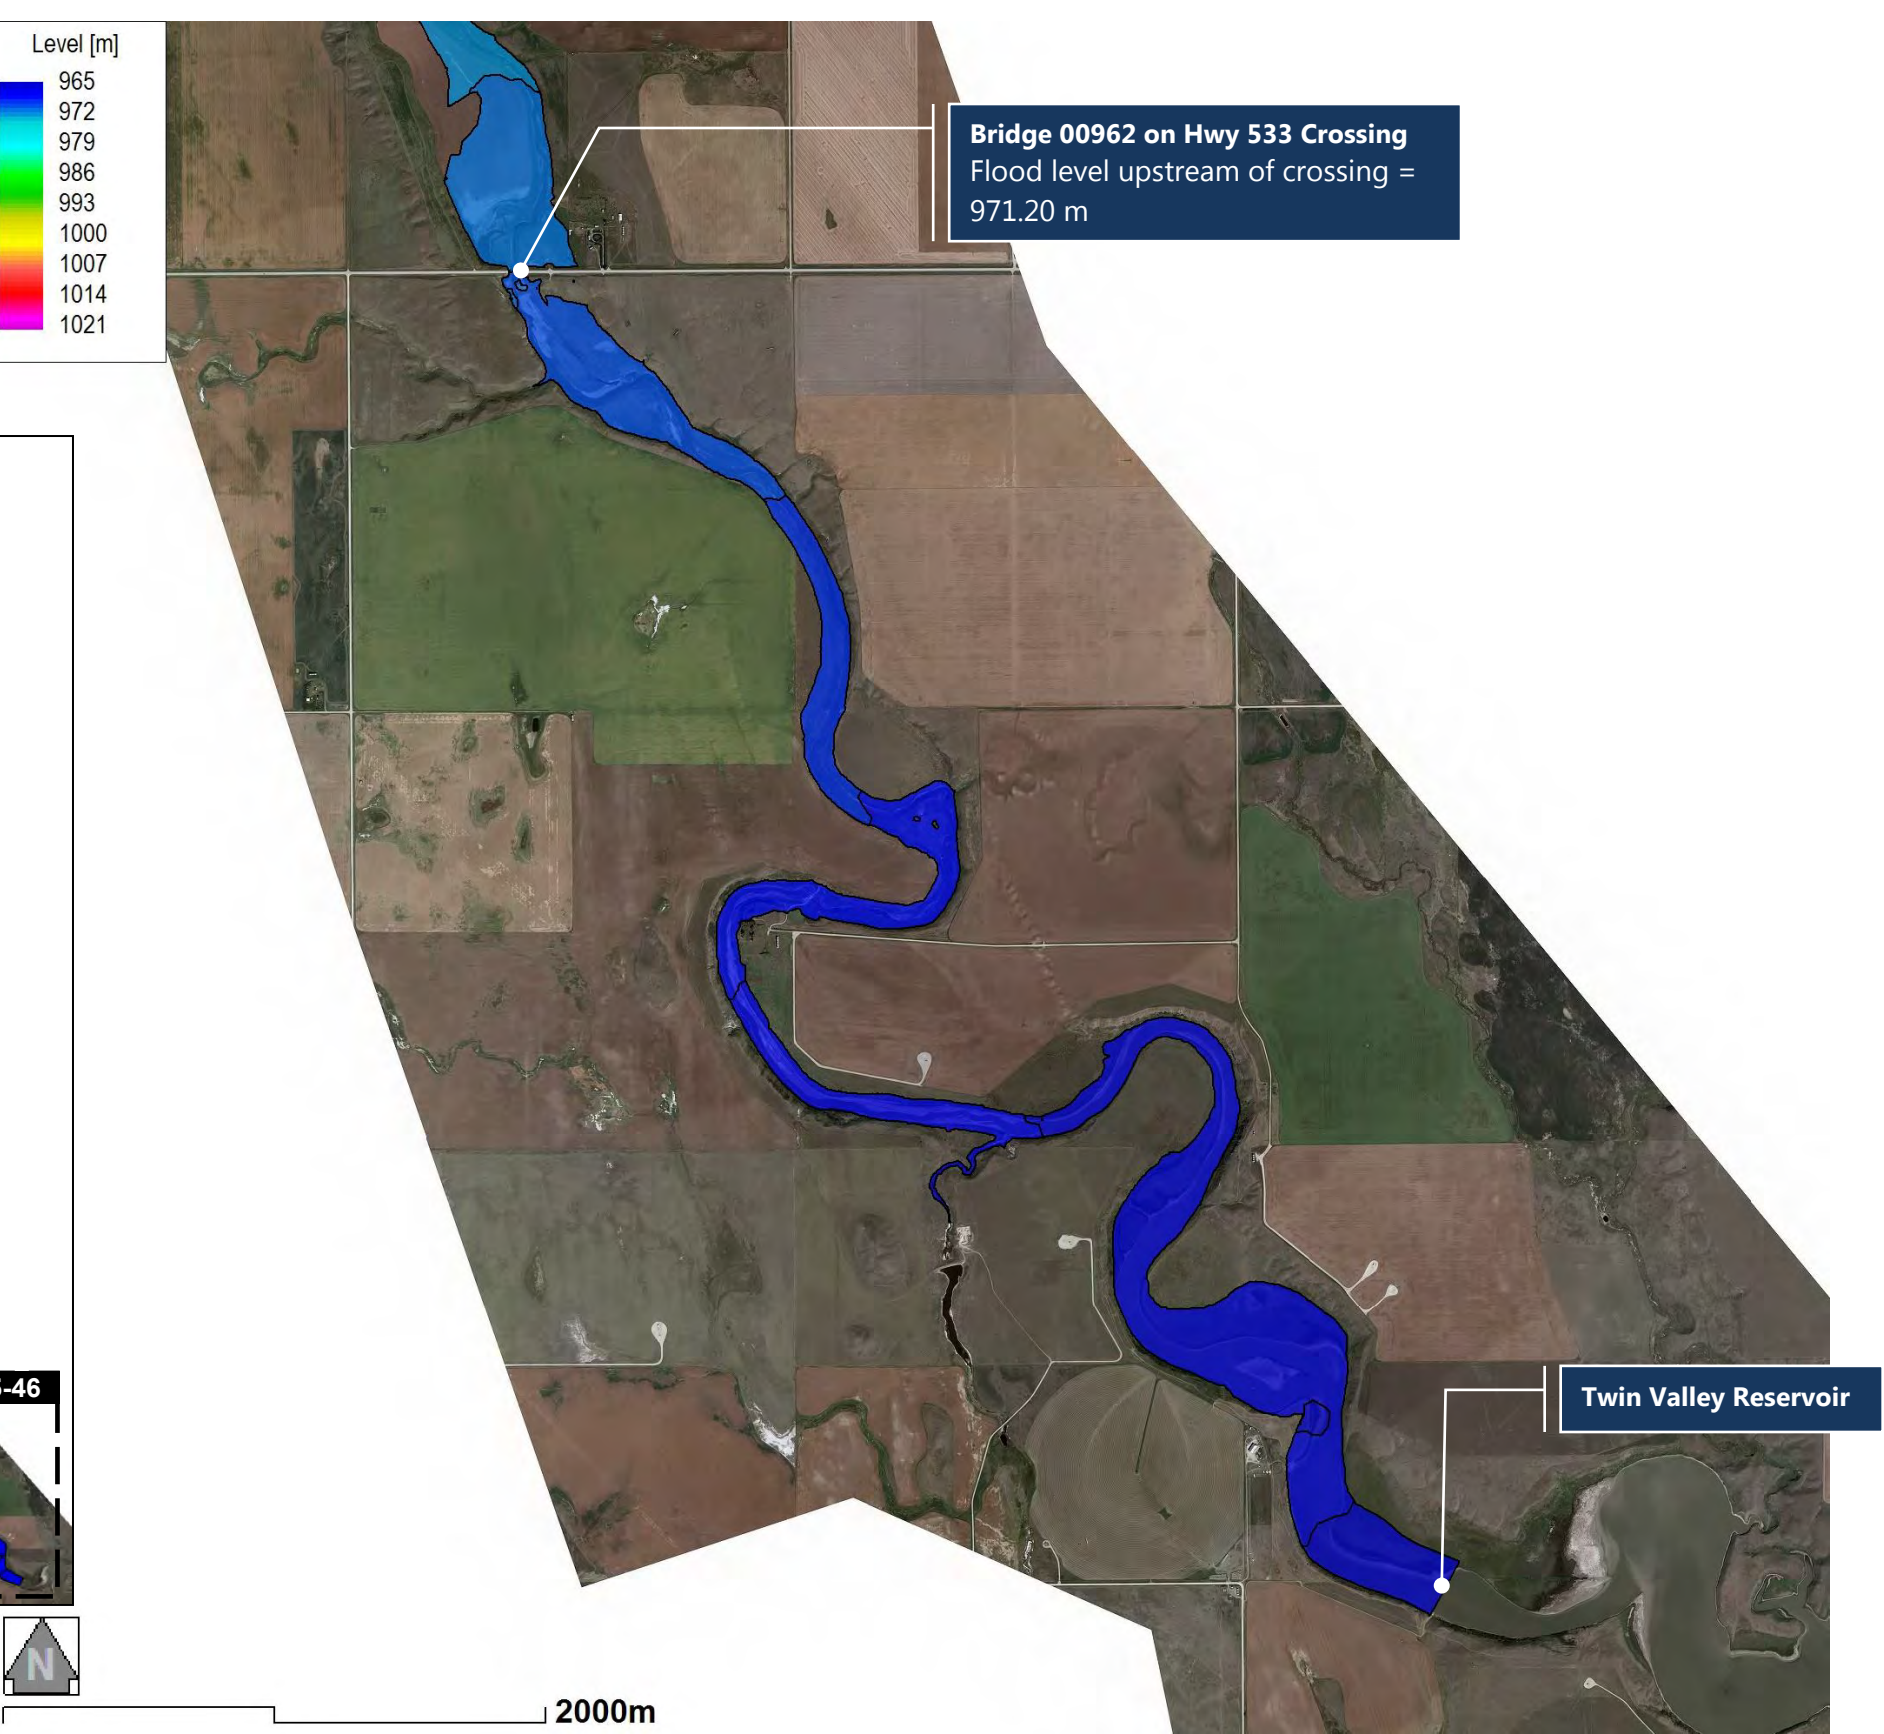 Level [m]
965
972
979
986
993
1000
1007
1014
1021
Bridge 00962 on Hwy 533 Crossing
Flood level upstream of crossing =
971.20 m
Twin Valley Reservoir
-46
N
2000m